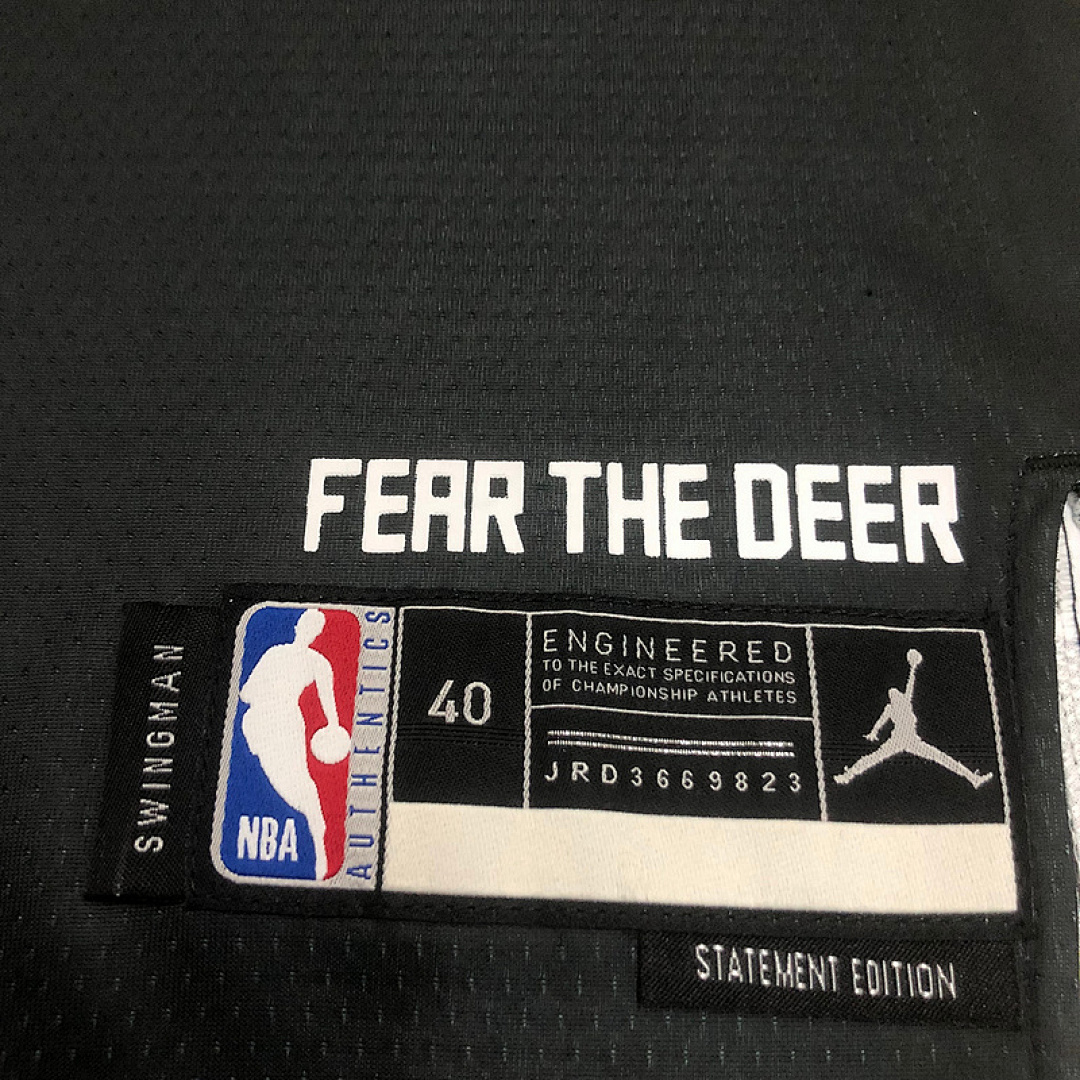 FEAR THE DEER
SWINGMAN
NBA
AUTHENTICS
40
ENGINEERED
TO THE EXACT SPECIFICATIONS
OF CHAMPIONSHIP ATHLETES
JRD3669823
STATEMENT EDITION